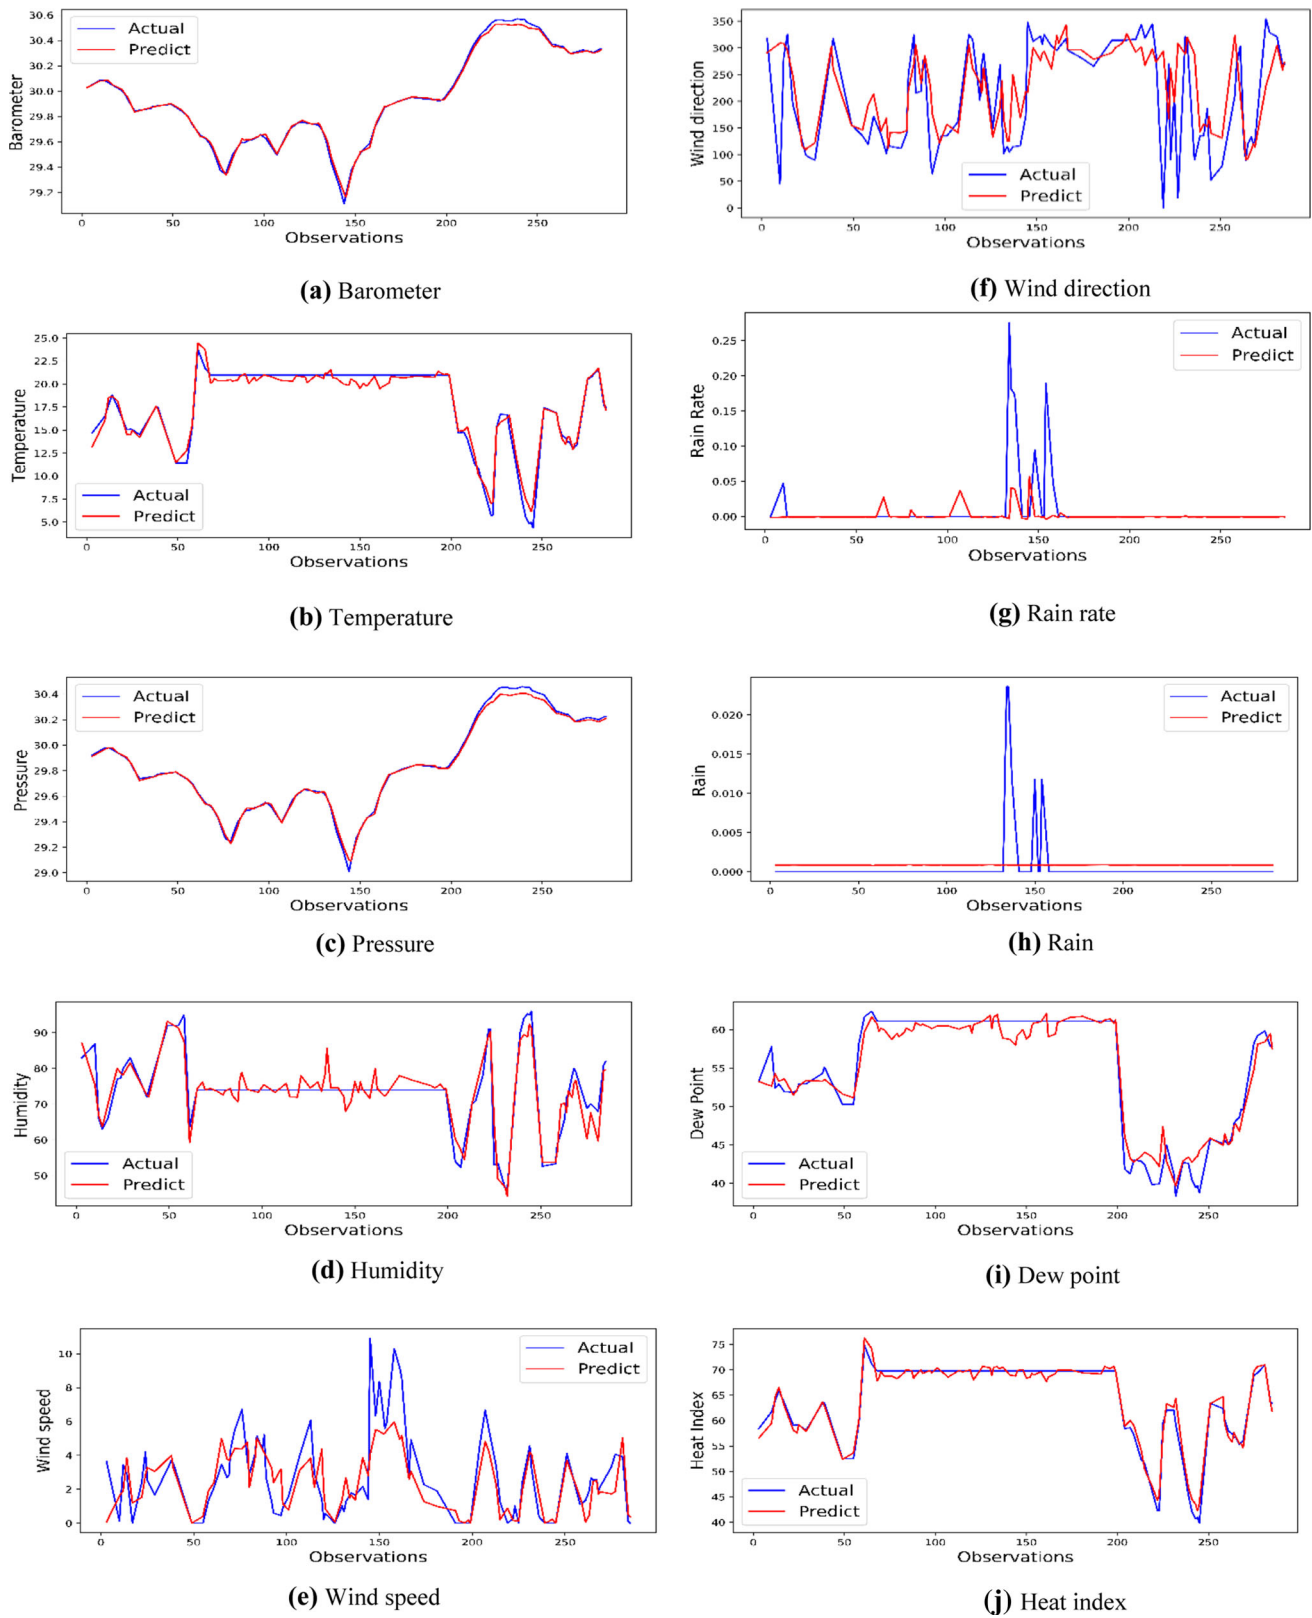 30.6
30.4
30.2
30.0
29.8
29.6
29.4
29.2
Barometer
Actual
Predict
0 50 100 150 200 250
Observations
(a) Barometer
350
300
250
200
150
100
50
0
Wind direction
Actual
Predict
0 50 100 150 200 250
Observations
(f) Wind direction
25.0
22.5
20.0
17.5
15.0
12.5
10.0
7.5
5.0
Temperature
Actual
Predict
0 50 100 150 200 250
Observations
(b) Temperature
0.25
0.20
0.15
0.10
0.05
0.00
Rain Rate
Actual
Predict
0 50 100 150 200 250
Observations
(g) Rain rate
30.4
30.2
30.0
29.8
29.6
29.4
29.2
29.0
Pressure
Actual
Predict
0 50 100 150 200 250
Observations
(c) Pressure
0.020
0.015
0.010
0.005
0.000
Rain
Actual
Predict
0 50 100 150 200 250
Observations
(h) Rain
90
80
70
60
50
Humidity
Actual
Predict
0 50 100 150 200 250
Observations
(d) Humidity
60
55
50
45
40
Dew Point
Actual
Predict
0 50 100 150 200 250
Observations
(i) Dew point
10
8
6
4
2
0
Wind speed
Actual
Predict
0 50 100 150 200 250
Observations
(e) Wind speed
75
70
65
60
55
50
45
40
Heat Index
Actual
Predict
0 50 100 150 200 250
Observations
(j) Heat index